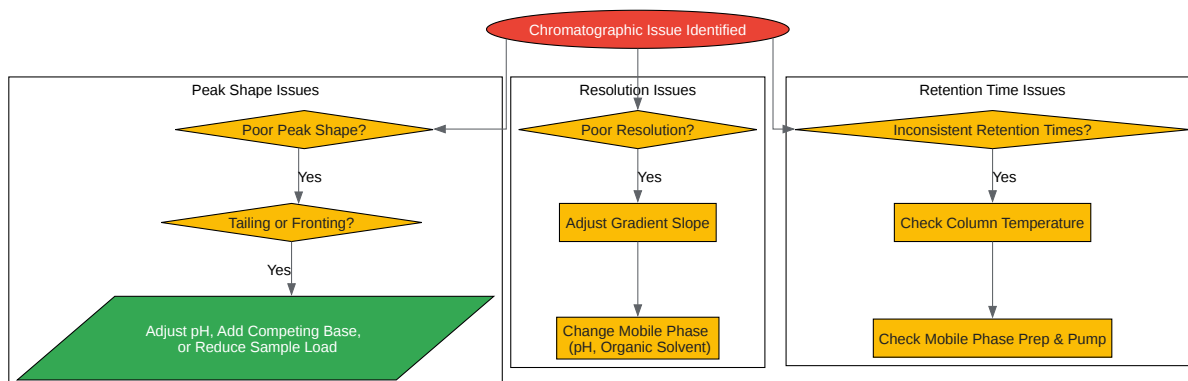 Chromatographic Issue Identified
Peak Shape Issues
Poor Peak Shape?
Yes
Tailing or Fronting?
Yes
Adjust pH, Add Competing Base,
or Reduce Sample Load
Resolution Issues
Poor Resolution?
Yes
Adjust Gradient Slope
Change Mobile Phase
(pH, Organic Solvent)
Retention Time Issues
Inconsistent Retention Times?
Yes
Check Column Temperature
Check Mobile Phase Prep & Pump